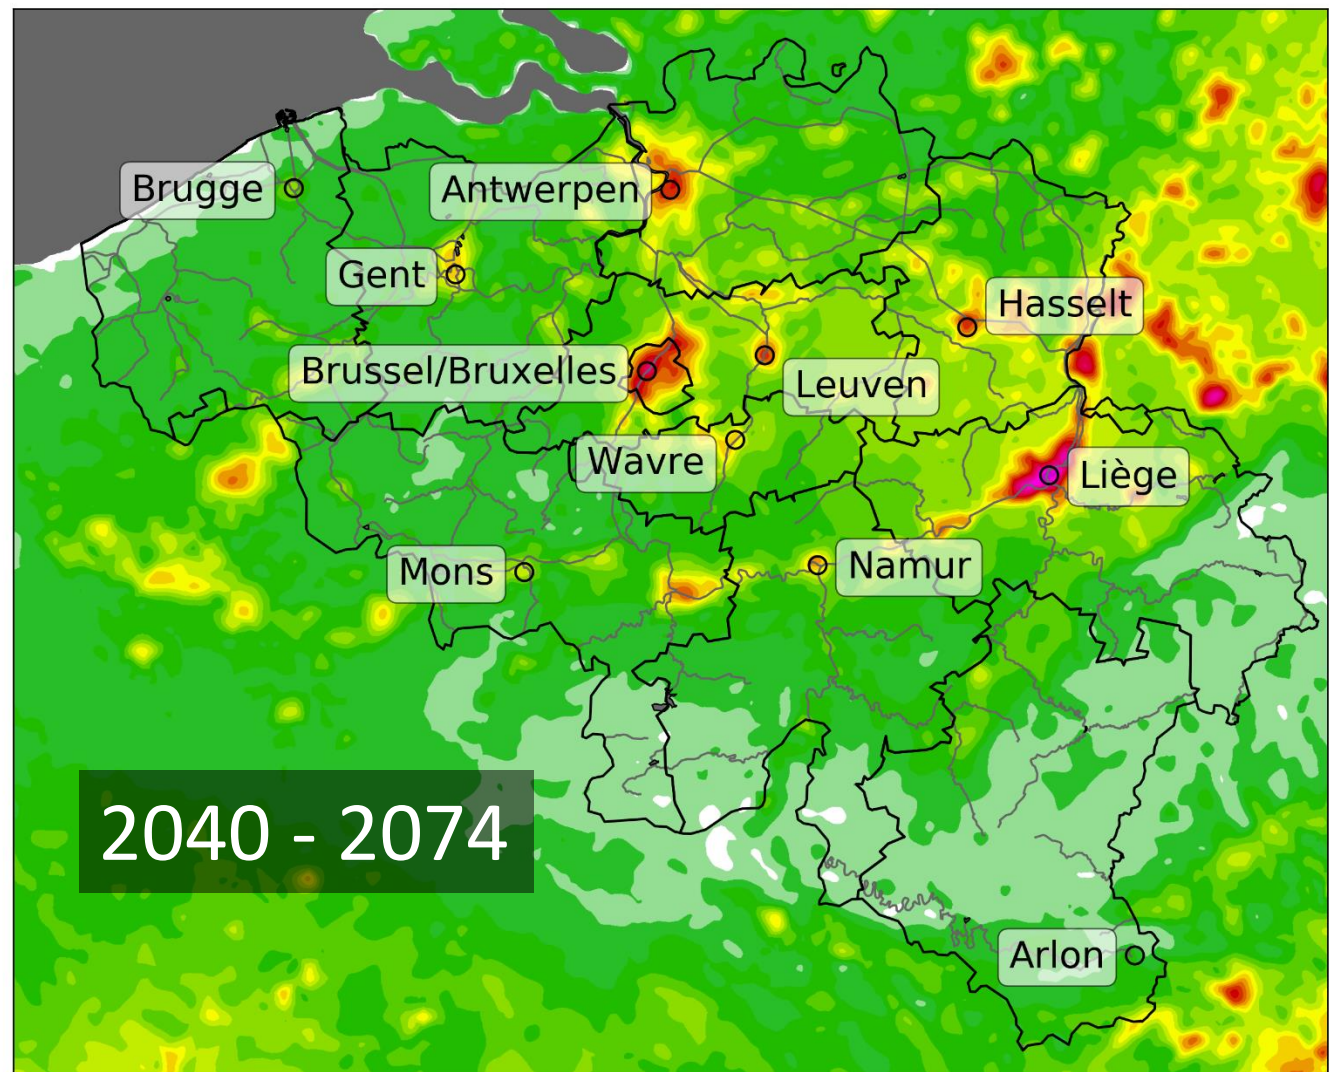 Brugge
Antwerpen
Gent
Hasselt
Brussel/Bruxelles
Leuven
Wavre
Liège
Mons
Namur
2040 - 2074
Arlon